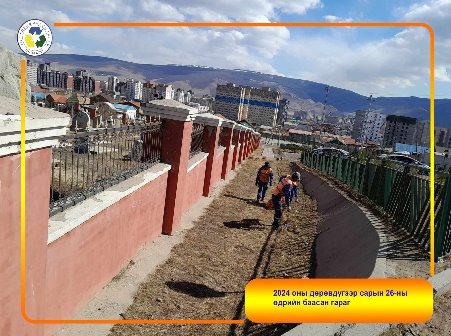 2024 оны дөрөвдүгээр сарын 26-ны
өдрийн баасан гараг